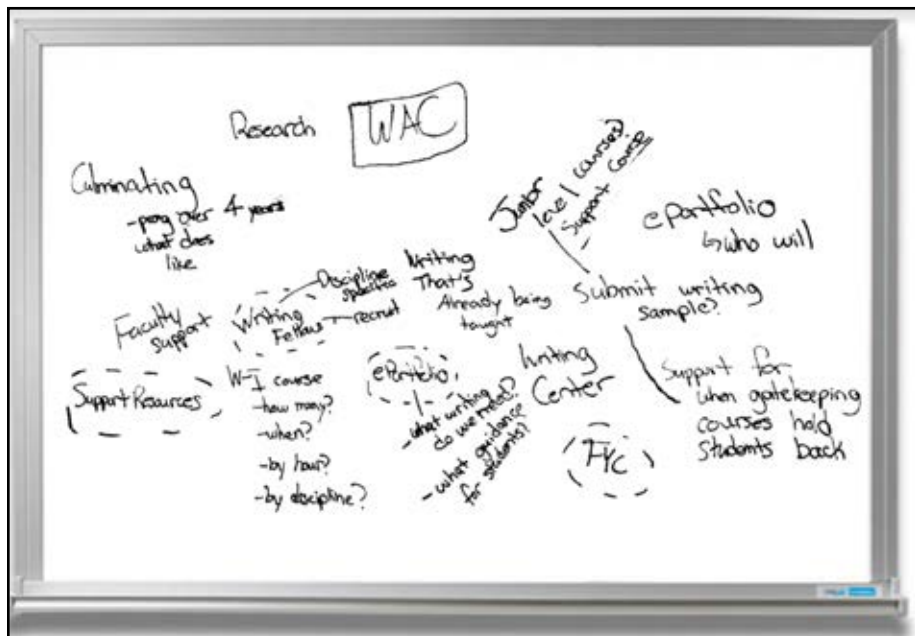 Research
WAC
Culminating
-prog over 4 years
what does
like
Junior
level courses?
Support Course
ePortfolio
↳who will
Submit writing
sample?
Support for
when gatekeeping
courses hold
students back
Faculty
support
Writing
Fellows
Discipline
specific
recruit
Writing
That's
Already being
taught
Support Resources
W-I course
-how many?
-when?
-by hour?
-by discipline?
ePortfolio
-what writing
do we need?
-what guidance
for students?
Writing
Center
FYC